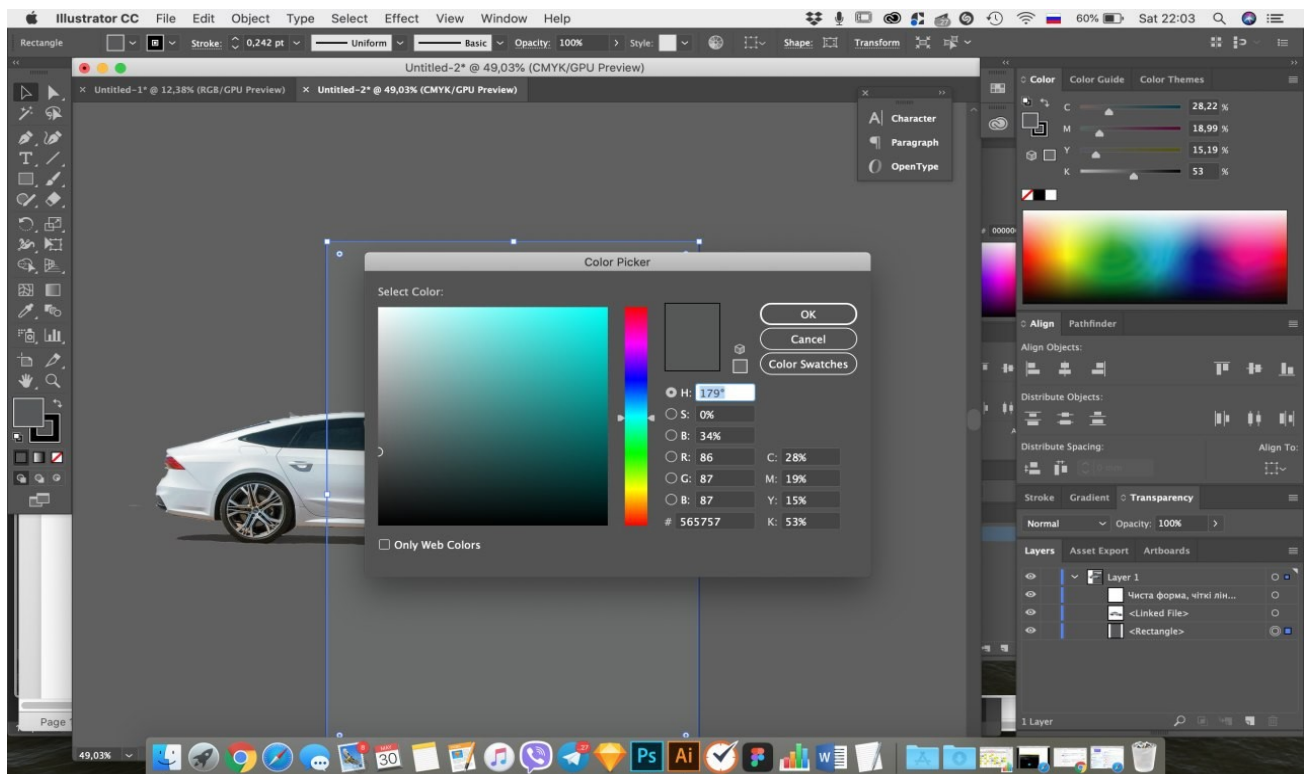 Illustrator CC File Edit Object Type Select Effect View Window Help 60% Sat 22:03
Rectangle Stroke: 0,242 pt Uniform Basic Opacity: 100% Style: Shape: Transform
Untitled-2* @ 49,03% (CMYK/GPU Preview)
Untitled-1* @ 12,38% (RGB/GPU Preview) Untitled-2* @ 49,03% (CMYK/GPU Preview)
Character
Paragraph
OpenType
Color Color Guide Color Themes
C 28,22 %
M 18,99 %
Y 15,19 %
K 53 %
# 00000
Color Picker
Select Color:
OK
Cancel
Color Swatches
H: 179°
S: 0%
B: 34%
R: 86 C: 28%
G: 87 M: 19%
B: 87 Y: 15%
# 565757 K: 53%
Only Web Colors
Align Pathfinder
Align Objects:
Distribute Objects:
Distribute Spacing: Align To:
Stroke Gradient Transparency
Normal Opacity: 100%
Layers Asset Export Artboards
Layer 1
Чиста форма, чіткі лін...
<Linked File>
<Rectangle>
1 Layer
Page 1
49,03%
MAY
30
Ps Ai W